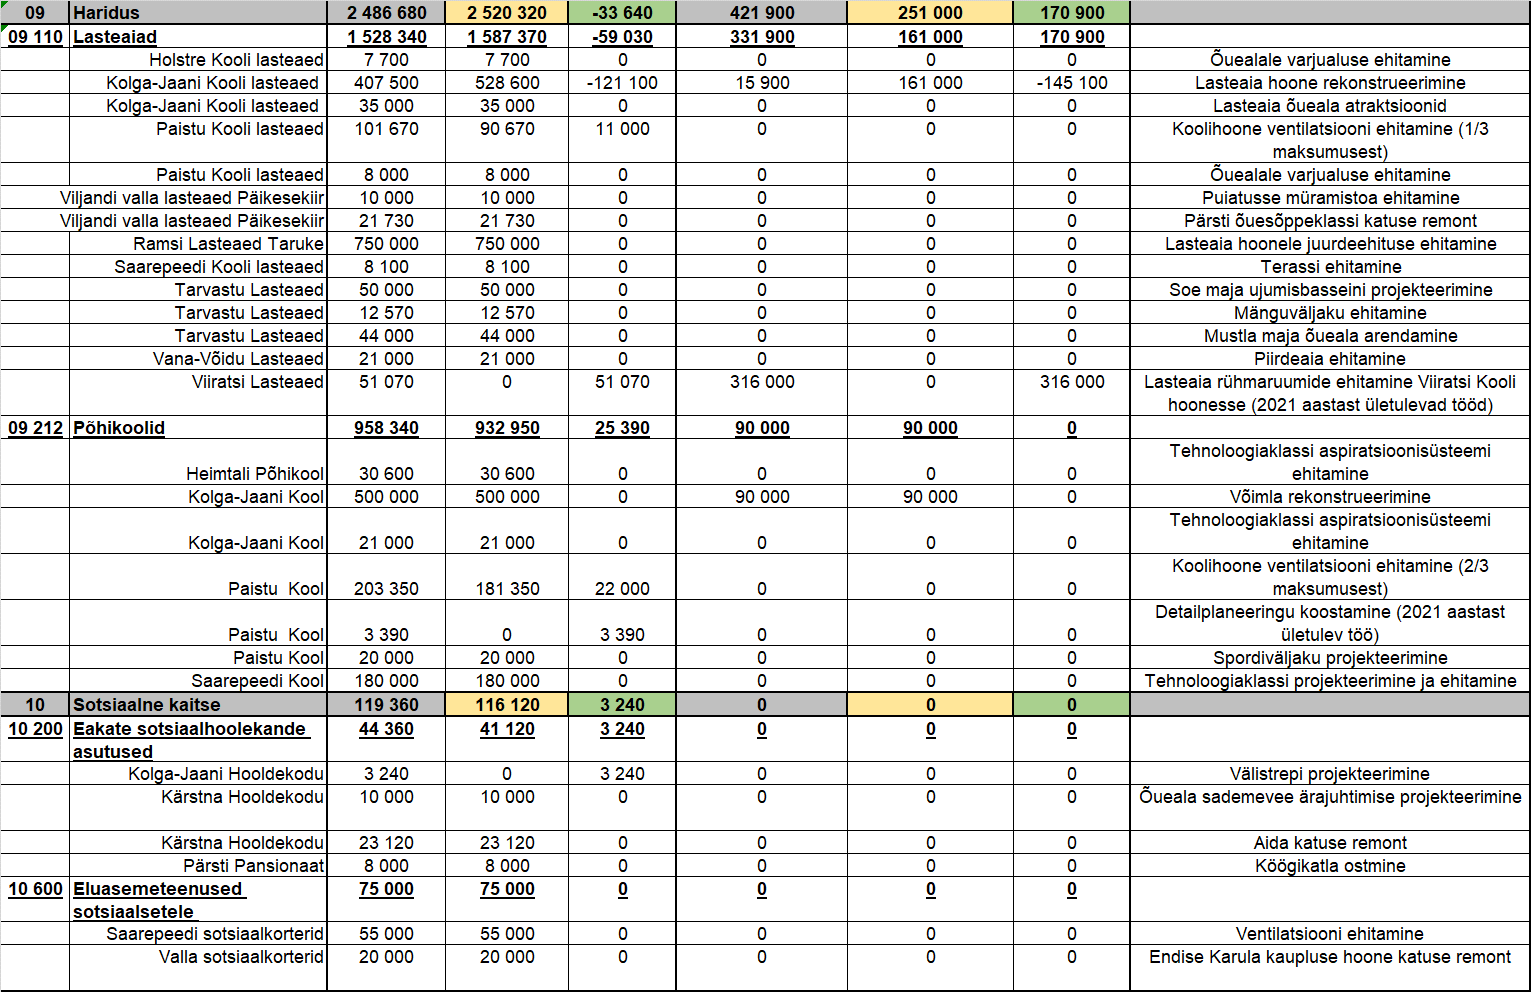 09 Haridus 2 486 680 2 520 320 -33 640 421 900 251 000 170 900
09 110 Lasteaiad 1 528 340 1 587 370 -59 030 331 900 161 000 170 900
Holstre Kooli lasteaed 7 700 7 700 0 0 0 0 Õuealale varjualuse ehitamine
Kolga-Jaani Kooli lasteaed 407 500 528 600 -121 100 15 900 161 000 -145 100 Lasteaia hoone rekonstrueerimine
Kolga-Jaani Kooli lasteaed 35 000 35 000 0 0 0 0 Lasteaia õueala atraktsioonid
Paistu Kooli lasteaed 101 670 90 670 11 000 0 0 0 Koolihoone ventilatsiooni ehitamine (1/3
maksumusest)
Paistu Kooli lasteaed 8 000 8 000 0 0 0 0 Õuealale varjualuse ehitamine
Viljandi valla lasteaed Päikesekiir 10 000 10 000 0 0 0 0 Puiatusse müramistoa ehitamine
Viljandi valla lasteaed Päikesekiir 21 730 21 730 0 0 0 0 Pärsti õuesõppeklassi katuse remont
Ramsi Lasteaed Taruke 750 000 750 000 0 0 0 0 Lasteaia hoonele juurdeehituse ehitamine
Saarepeedi Kooli lasteaed 8 100 8 100 0 0 0 0 Terassi ehitamine
Tarvastu Lasteaed 50 000 50 000 0 0 0 0 Soe maja ujumisbasseini projekteerimine
Tarvastu Lasteaed 12 570 12 570 0 0 0 0 Mänguväljaku ehitamine
Tarvastu Lasteaed 44 000 44 000 0 0 0 0 Mustla maja õueala arendamine
Vana-Võidu Lasteaed 21 000 21 000 0 0 0 0 Piirdeaia ehitamine
Viiratsi Lasteaed 51 070 0 51 070 316 000 0 316 000 Lasteaia rühmaruumide ehitamine Viiratsi Kooli
hoonesse (2021 aastast ületulevad tööd)
09 212 Põhikoolid 958 340 932 950 25 390 90 000 90 000 0
Tehnoloogiaklassi aspiratsioonisüsteemi
Heimtali Põhikool 30 600 30 600 0 0 0 0 ehitamine
Kolga-Jaani Kool 500 000 500 000 0 90 000 90 000 0 Võimla rekonstrueerimine
Tehnoloogiaklassi aspiratsioonisüsteemi
Kolga-Jaani Kool 21 000 21 000 0 0 0 0 ehitamine
Koolihoone ventilatsiooni ehitamine (2/3
Paistu Kool 203 350 181 350 22 000 0 0 0 maksumusest)
Detailplaneeringu koostamine (2021 aastast
Paistu Kool 3 390 0 3 390 0 0 0 ületulev töö)
Paistu Kool 20 000 20 000 0 0 0 0 Spordiväljaku projekteerimine
Saarepeedi Kool 180 000 180 000 0 0 0 0 Tehnoloogiaklassi projekteerimine ja ehitamine
10 Sotsiaalne kaitse 119 360 116 120 3 240 0 0 0
10 200 Eakate sotsiaalhoolekande 44 360 41 120 3 240 0 0 0
asutused
Kolga-Jaani Hooldekodu 3 240 0 3 240 0 0 0 Välistrepi projekteerimine
Kärstna Hooldekodu 10 000 10 000 0 0 0 0 Õueala sademevee ärajuhtimise projekteerimine
Kärstna Hooldekodu 23 120 23 120 0 0 0 0 Aida katuse remont
Pärsti Pansionaat 8 000 8 000 0 0 0 0 Köögikatla ostmine
10 600 Eluasemeteenused 75 000 75 000 0 0 0 0
sotsiaalsetele
Saarepeedi sotsiaalkorterid 55 000 55 000 0 0 0 0 Ventilatsiooni ehitamine
Valla sotsiaalkorterid 20 000 20 000 0 0 0 0 Endise Karula kaupluse hoone katuse remont